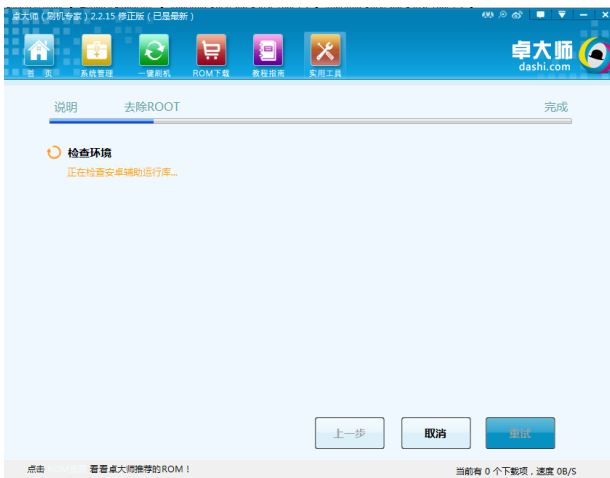 卓大师（刷机专家）2.2.15 修正版（已是最新）
首 页 系统管理 一键刷机 ROM下载 教程指南 实用工具
卓大师
dashi.com
说明 去除ROOT 完成
检查环境
正在检查安卓辅助运行库...
上一步 取消 重试
点击 看看卓大师推荐的ROM！ 当前有 0 个下载项，速度 0B/S